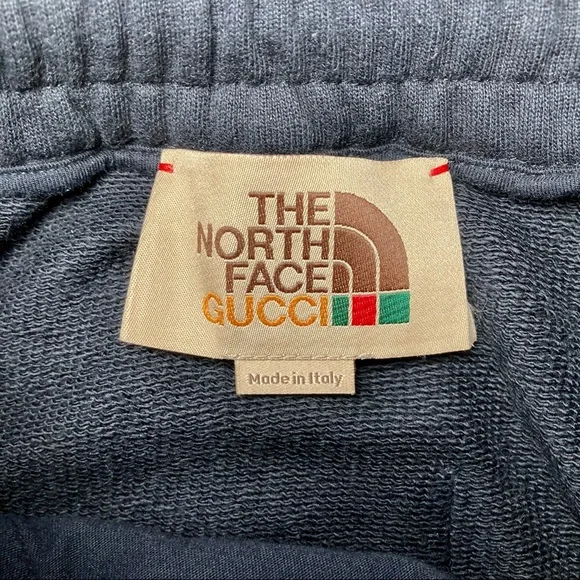 THE
NORTH
FACE
GUCCI
Made in Italy